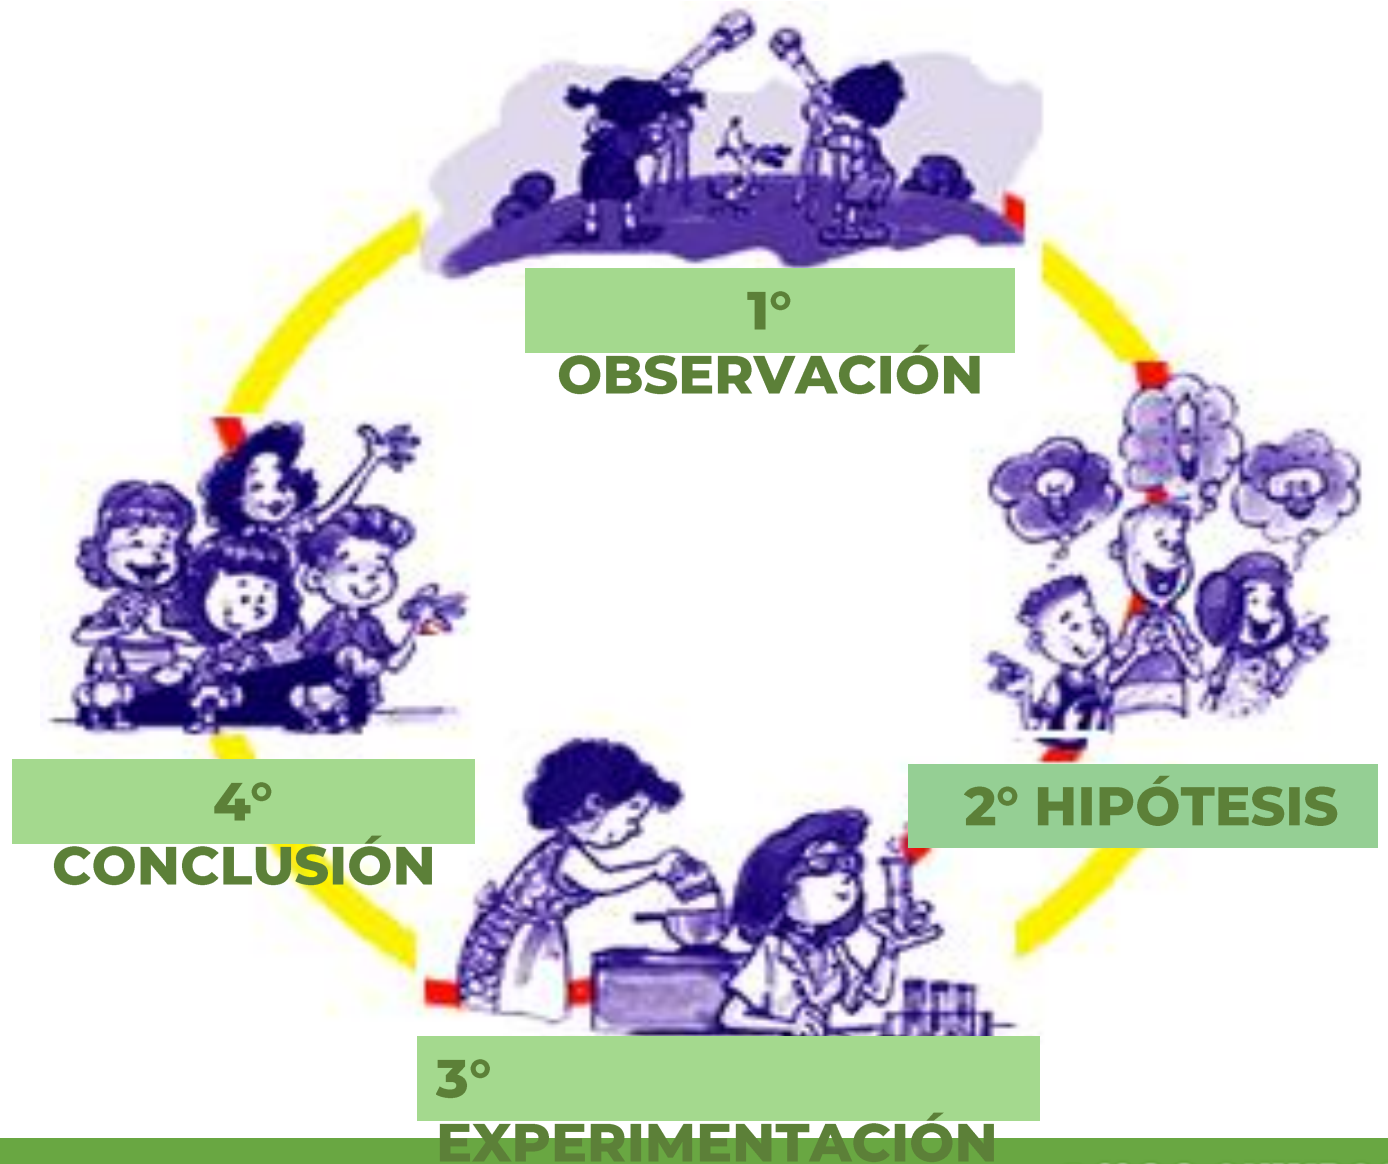 1°
OBSERVACIÓN
2° HIPÓTESIS
4°
CONCLUSIÓN
3°
EXPERIMENTACIÓN